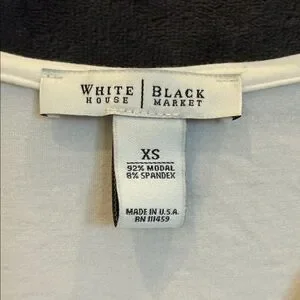 WHITE | BLACK
HOUSE | MARKET
XS
92% MODAL
8% SPANDEX
MADE IN U.S.A.
RN 111459